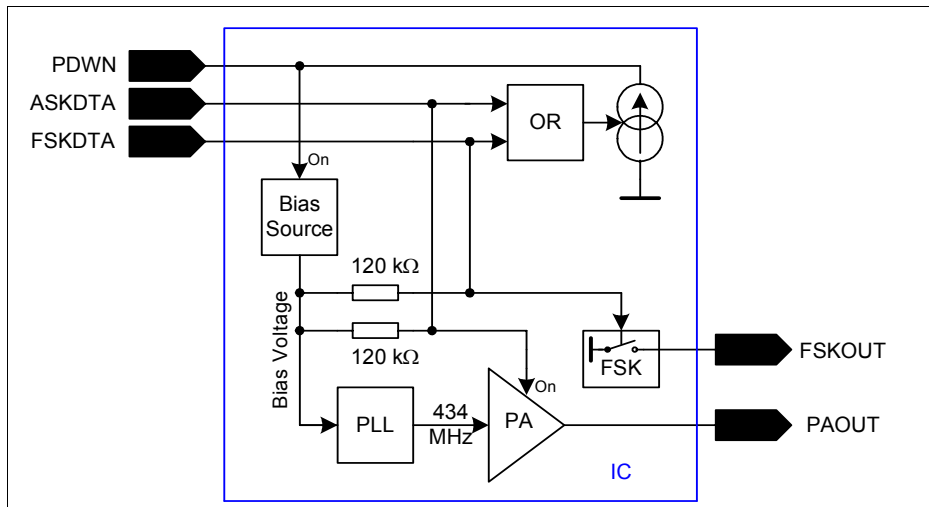 PDWN
ASKDTA
FSKDTA
OR
On
Bias
Source
120 kΩ
Bias Voltage
120 kΩ
FSK
FSKOUT
On
PLL
434
MHz
PA
PAOUT
IC